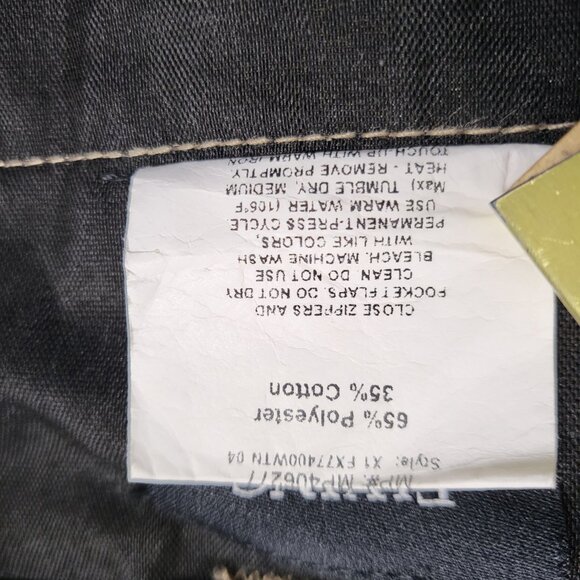 MP#: MP406277
Style: X1 FX77400WTN 04
65% Polyester
35% Cotton
CLOSE ZIPPERS AND
POCKET FLAPS. DO NOT DRY
CLEAN. DO NOT USE
BLEACH. MACHINE WASH
WITH LIKE COLORS,
PERMANENT-PRESS CYCLE
USE WARM WATER (105°F
Max) TUMBLE DRY, MEDIUM
HEAT - REMOVE PROMPTLY
TOUCH UP WITH WARM IRON